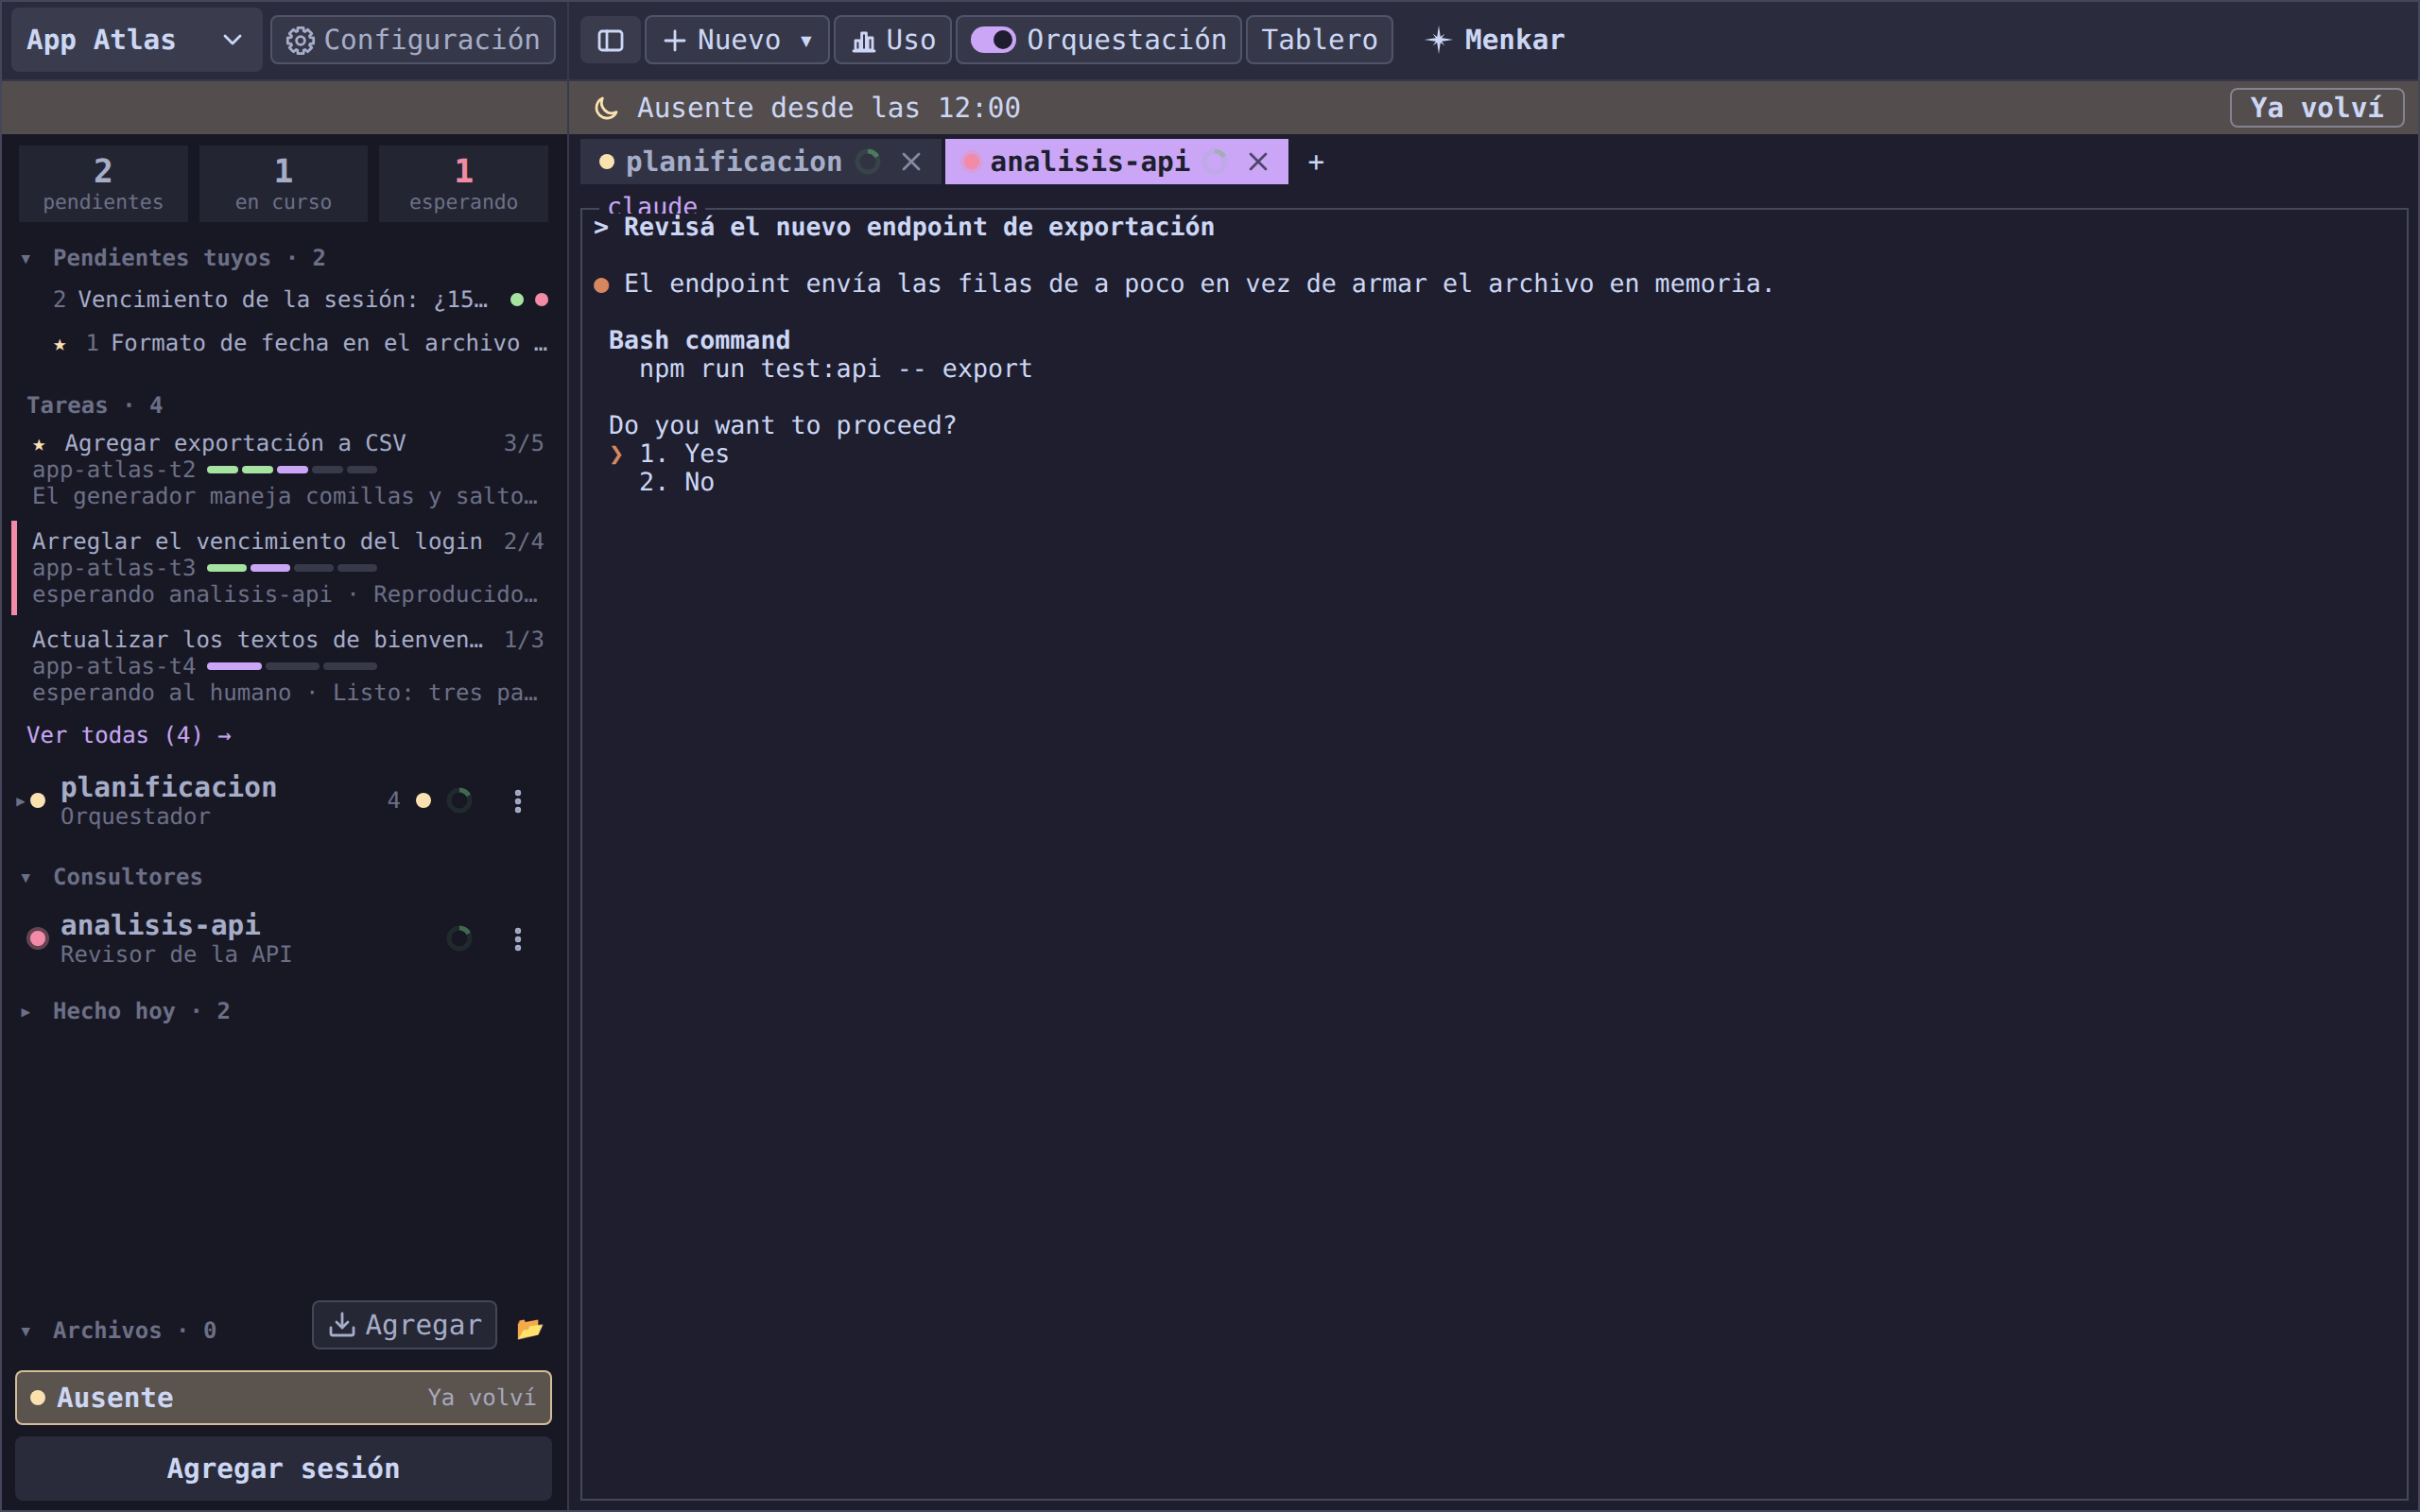 App Atlas
Configuración
Nuevo ▼
Uso
Orquestación
Tablero
Menkar
Ausente desde las 12:00
Ya volví
2
pendientes
1
en curso
1
esperando
planificacion
analisis-api
+
▼ Pendientes tuyos · 2
2 Vencimiento de la sesión: ¿15…
★ 1 Formato de fecha en el archivo …
Tareas · 4
★ Agregar exportación a CSV 3/5
app-atlas-t2
El generador maneja comillas y salto…
Arreglar el vencimiento del login 2/4
app-atlas-t3
esperando analisis-api · Reproducido…
Actualizar los textos de bienven… 1/3
app-atlas-t4
esperando al humano · Listo: tres pa…
Ver todas (4) →
▶ planificacion 4
Orquestador
▼ Consultores
analisis-api
Revisor de la API
▶ Hecho hoy · 2
▼ Archivos · 0
Agregar
Ausente Ya volví
Agregar sesión
claude
> Revisá el nuevo endpoint de exportación
● El endpoint envía las filas de a poco en vez de armar el archivo en memoria.
Bash command
npm run test:api -- export
Do you want to proceed?
❯ 1. Yes
2. No